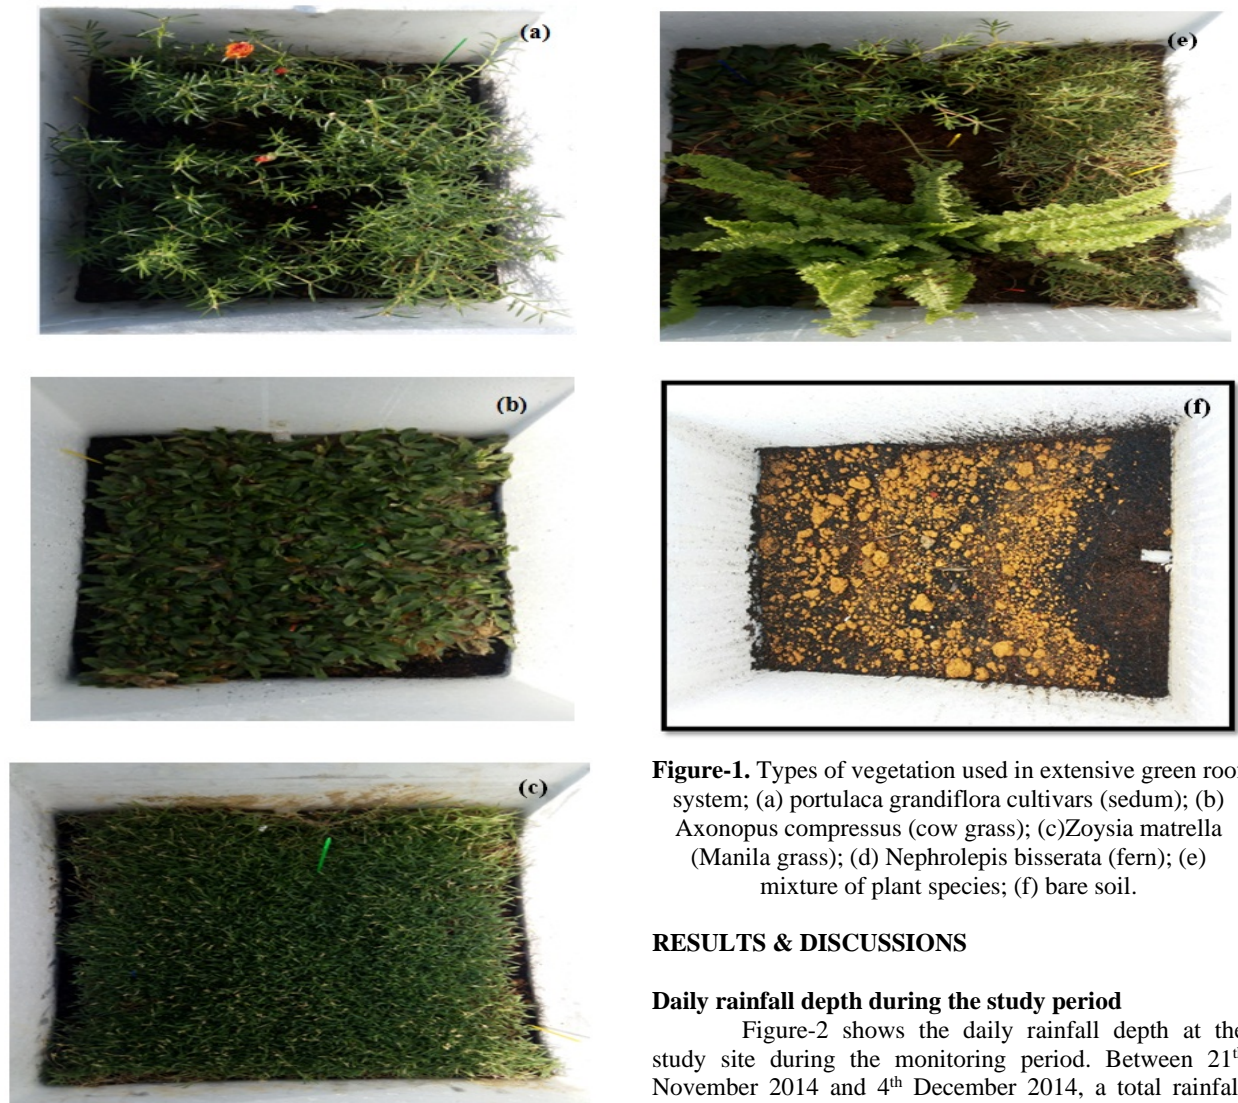 (a)
(b)
(c)
(e)
(f)
Figure-1. Types of vegetation used in extensive green roof
system; (a) portulaca grandiflora cultivars (sedum); (b)
Axonopus compressus (cow grass); (c)Zoysia matrella
(Manila grass); (d) Nephrolepis bisserata (fern); (e)
mixture of plant species; (f) bare soil.
RESULTS & DISCUSSIONS
Daily rainfall depth during the study period
Figure-2 shows the daily rainfall depth at the
study site during the monitoring period. Between 21th
November 2014 and 4th December 2014, a total rainfall